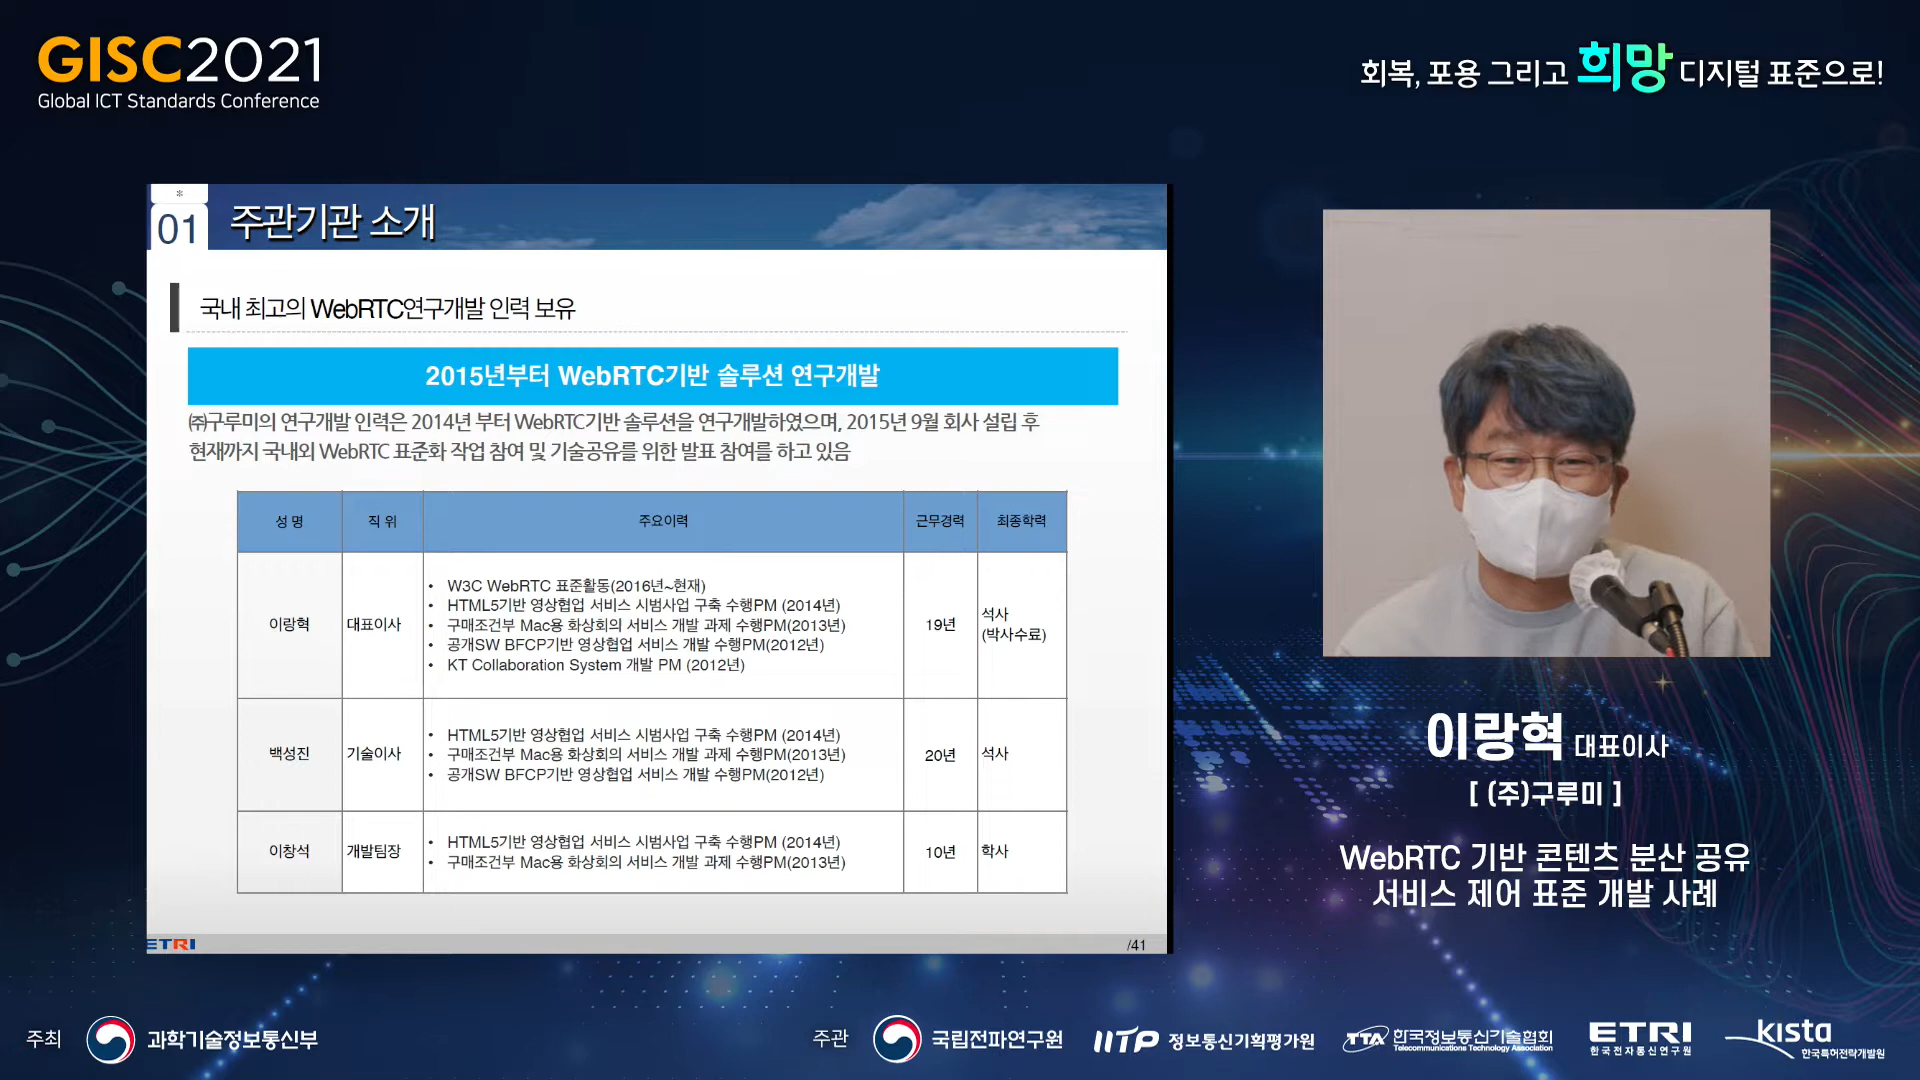 GISC2021
Global ICT Standards Conference
회복, 포용 그리고 희망 디지털 표준으로!
*
01
주관기관 소개
국내 최고의 WebRTC연구개발 인력 보유
2015년부터 WebRTC기반 솔루션 연구개발
㈜구루미의 연구개발 인력은 2014년 부터 WebRTC기반 솔루션을 연구개발하였으며, 2015년 9월 회사 설립 후
현재까지 국내외 WebRTC 표준화 작업 참여 및 기술공유를 위한 발표 참여를 하고 있음
성 명 직 위 주요이력 근무경력 최종학력
이랑혁 대표이사
• W3C WebRTC 표준활동(2016년~현재)
• HTML5기반 영상협업 서비스 시범사업 구축 수행PM (2014년)
• 구매조건부 Mac용 화상회의 서비스 개발 과제 수행PM(2013년)
• 공개SW BFCP기반 영상협업 서비스 개발 수행PM(2012년)
• KT Collaboration System 개발 PM (2012년)
19년
석사
(박사수료)
백성진 기술이사
• HTML5기반 영상협업 서비스 시범사업 구축 수행PM (2014년)
• 구매조건부 Mac용 화상회의 서비스 개발 과제 수행PM(2013년)
• 공개SW BFCP기반 영상협업 서비스 개발 수행PM(2012년)
20년 석사
이창석 개발팀장
• HTML5기반 영상협업 서비스 시범사업 구축 수행PM (2014년)
• 구매조건부 Mac용 화상회의 서비스 개발 과제 수행PM(2013년)
10년 학사
ETRI
/41
이랑혁 대표이사
[ (주)구루미 ]
WebRTC 기반 콘텐츠 분산 공유
서비스 제어 표준 개발 사례
주최 과학기술정보통신부
주관 국립전파연구원
IITP 정보통신기획평가원
TTA 한국정보통신기술협회
Telecommunications Technology Association
ETRI
한국전자통신연구원
kista
한국특허전략개발원